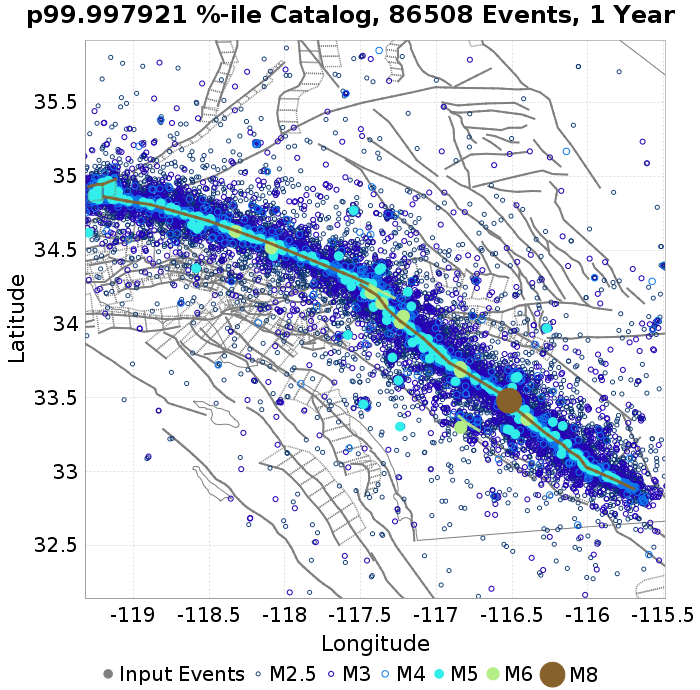 p99.997921 %-ile Catalog, 86508 Events, 1 Year
35.5
35
34.5
34
33.5
33
32.5
Latitude
-119 -118.5 -118 -117.5 -117 -116.5 -116 -115.5
Longitude
Input Events M2.5 M3 M4 M5 M6 M8